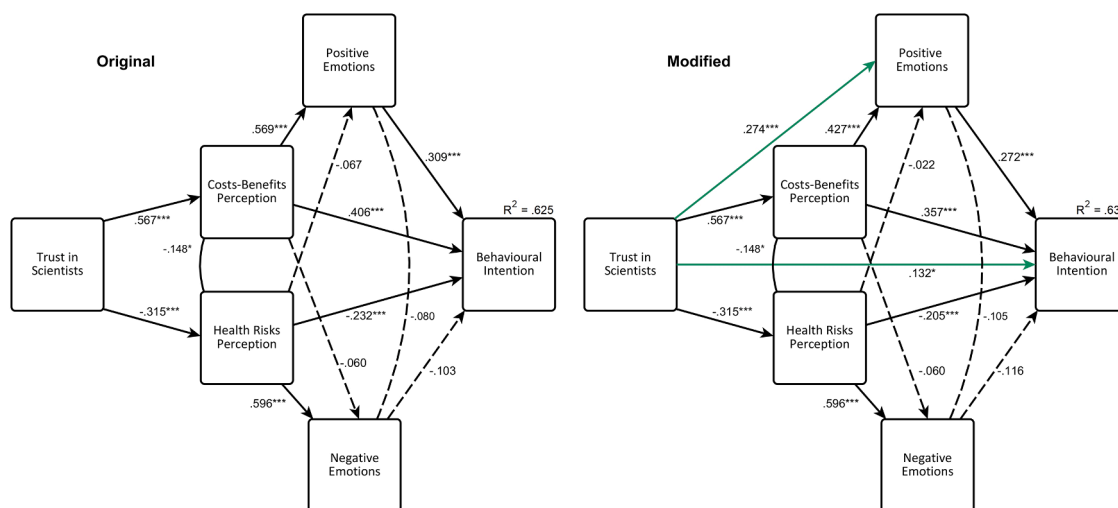 Original
Positive
Emotions
.569***
-.067
.309***
Costs-Benefits
Perception
.567***
.406***
R² = .625
Trust in
Scientists
-.148*
Behavioural
Intention
-.315***
Health Risks
Perception
-.232***
-.080
-.060
-.103
.596***
Negative
Emotions
Modified
Positive
Emotions
.274***
.427***
-.022
.272***
Costs-Benefits
Perception
.567***
.357***
R² = .63
Trust in
Scientists
-.148*
.132*
Behavioural
Intention
-.315***
Health Risks
Perception
-.205***
-.105
-.060
-.116
.596***
Negative
Emotions